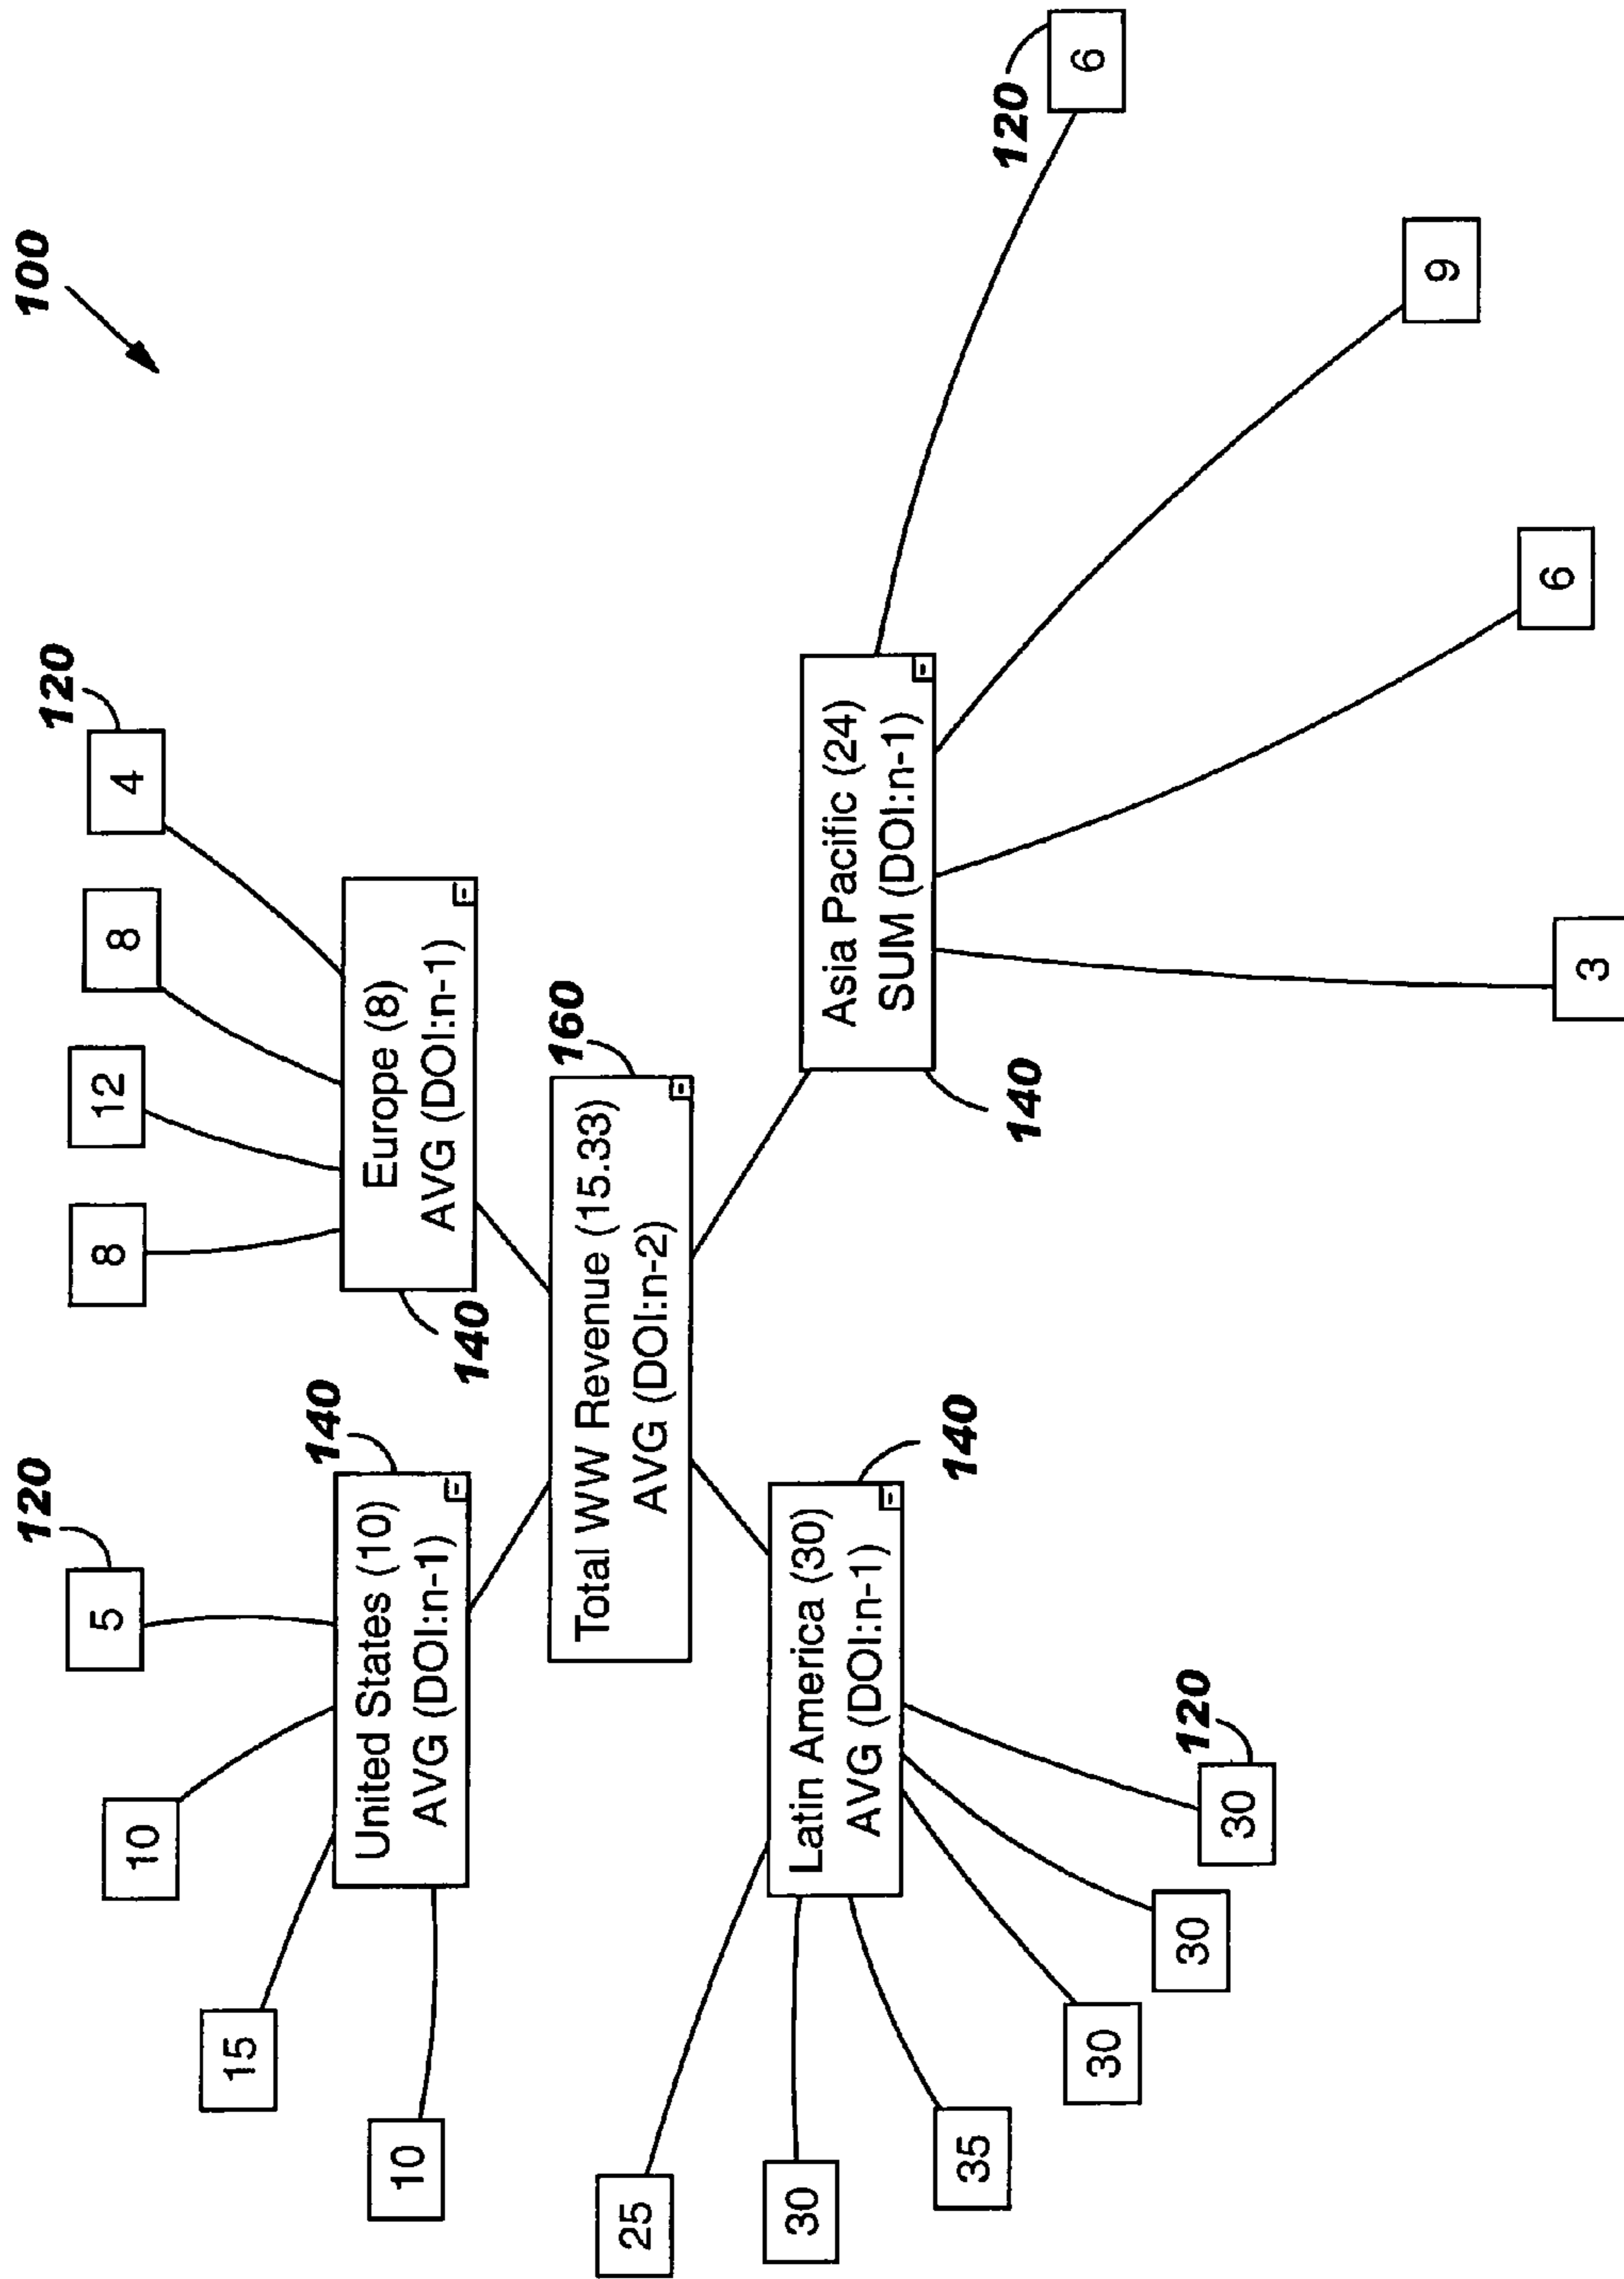 100
120
120
5
8
12
8
4
10
15
140
United States (10)
AVG (DOI:n-1)
Europe (8)
AVG (DOI:n-1)
10
140
160
Total WW Revenue (15.33)
AVG (DOI:n-2)
25
30
Latin America (30)
AVG (DOI:n-1)
Asia Pacific (24)
SUM (DOI:n-1)
140
35
120
140
6
30
30
120
30
9
6
3